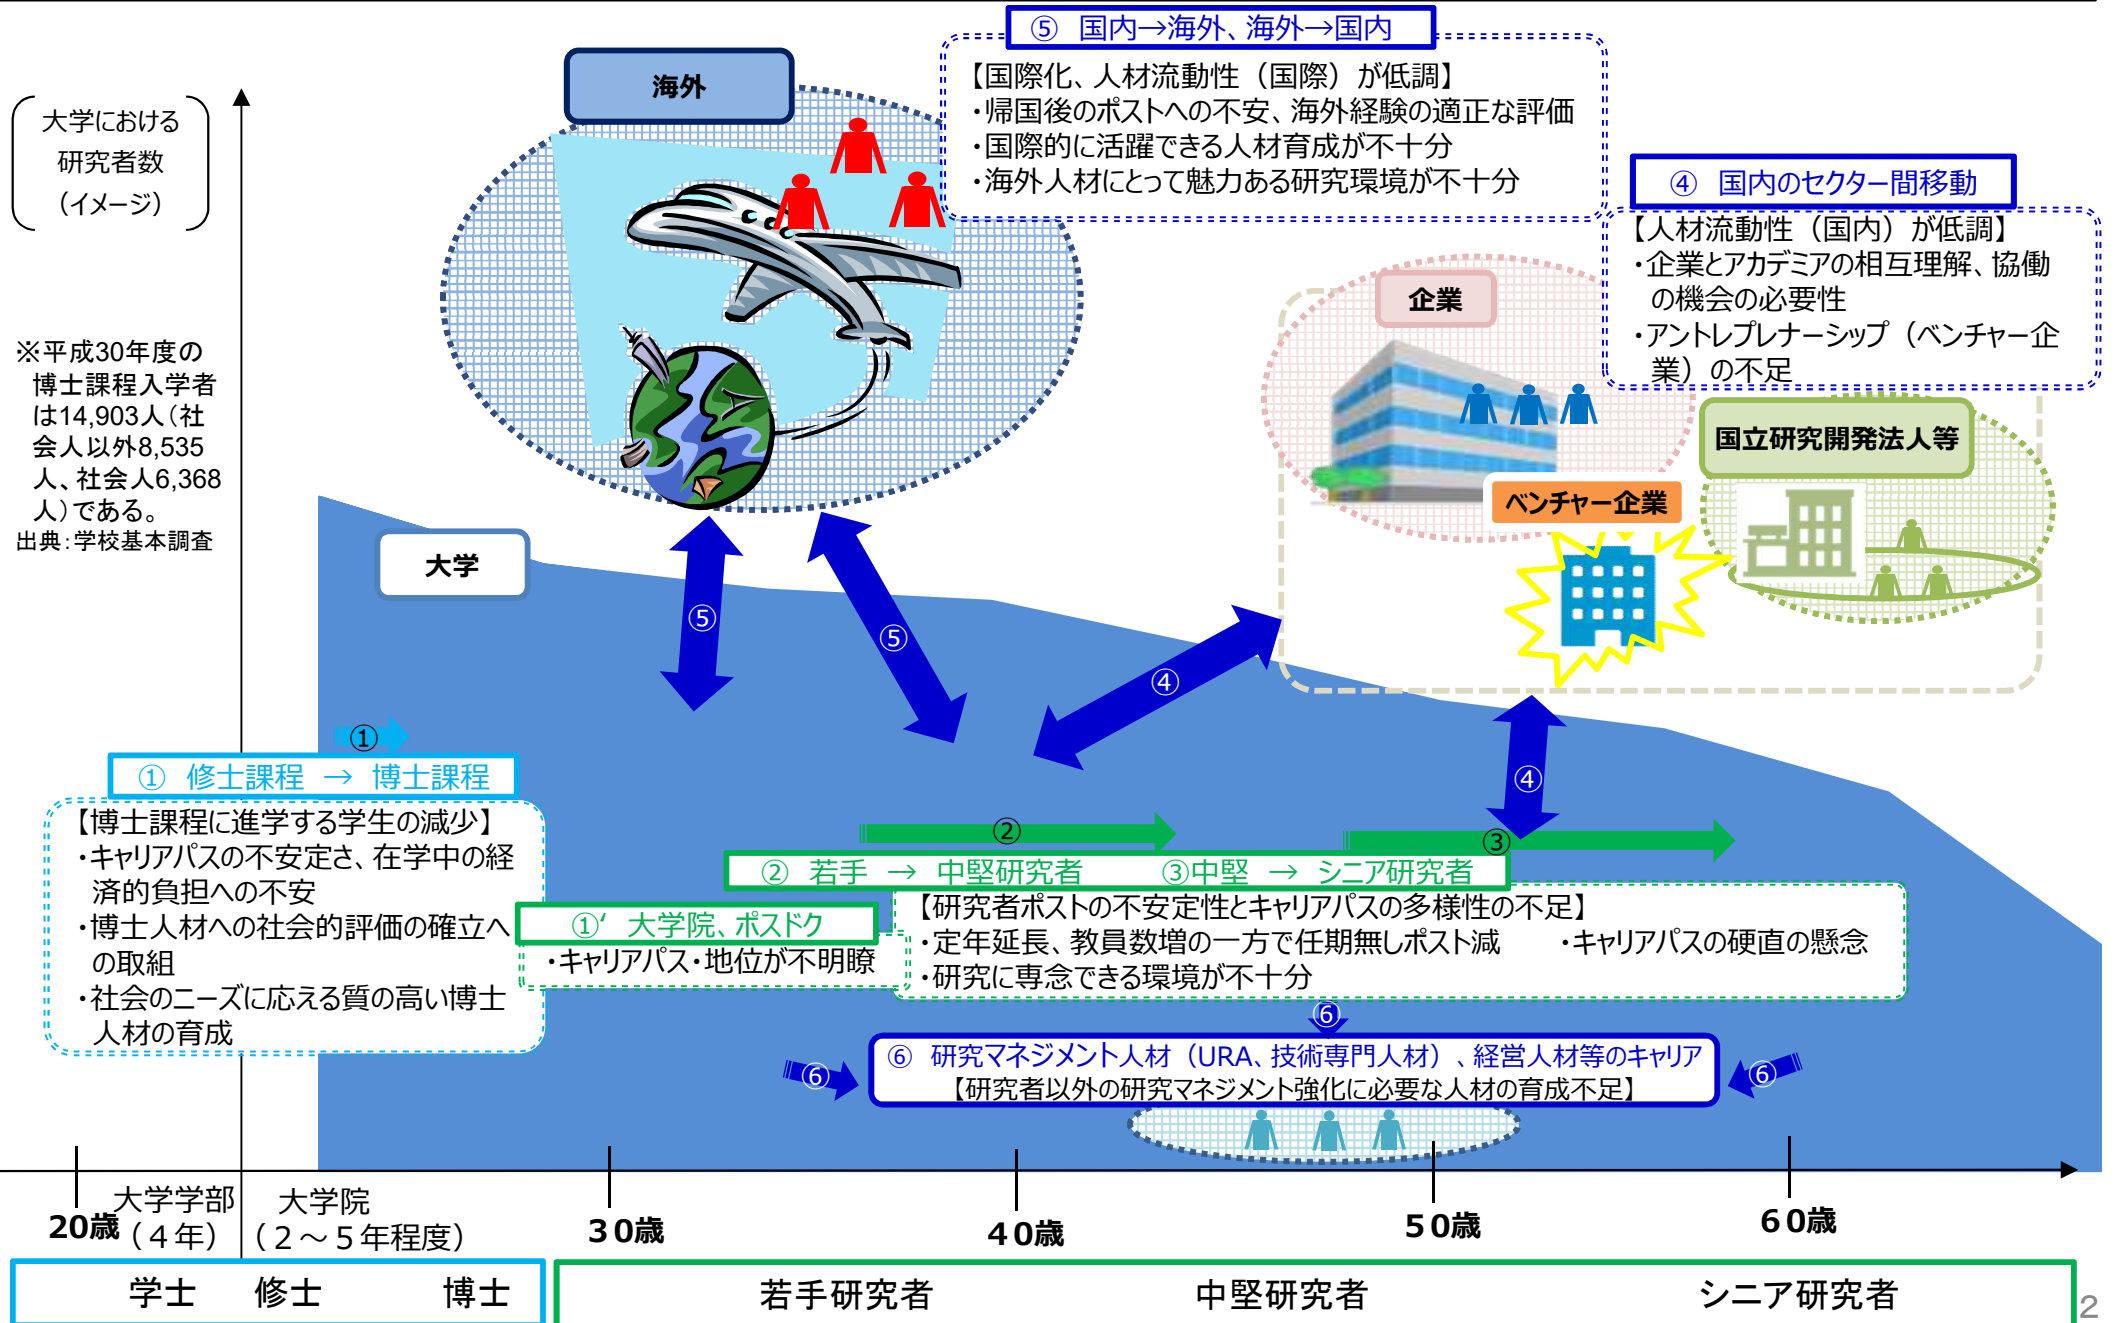 ⑤ 国内→海外、海外→国内
【国際化、人材流動性（国際）が低調】
・帰国後のポストへの不安、海外経験の適正な評価
・国際的に活躍できる人材育成が不十分
・海外人材にとって魅力ある研究環境が不十分
海外
大学における
研究者数
（イメージ）
④ 国内のセクター間移動
【人材流動性（国内）が低調】
・企業とアカデミアの相互理解、協働
の機会の必要性
・アントレプレナーシップ（ベンチャー企
業）の不足
企業
国立研究開発法人等
ベンチャー企業
※平成30年度の
博士課程入学者
は14,903人（社
会人以外8,535
人、社会人6,368
人）である。
出典：学校基本調査
大学
⑤
⑤
④
④
①
① 修士課程 → 博士課程
【博士課程に進学する学生の減少】
・キャリアパスの不安定さ、在学中の経
済的負担への不安
・博士人材への社会的評価の確立へ
の取組
・社会のニーズに応える質の高い博士
人材の育成
②
③
② 若手 → 中堅研究者 ③中堅 → シニア研究者
①′ 大学院、ポスドク
・キャリアパス・地位が不明瞭
【研究者ポストの不安定性とキャリアパスの多様性の不足】
・定年延長、教員数増の一方で任期無しポスト減 ・キャリアパスの硬直の懸念
・研究に専念できる環境が不十分
⑥
⑥
⑥
⑥ 研究マネジメント人材（URA、技術専門人材）、経営人材等のキャリア
【研究者以外の研究マネジメント強化に必要な人材の育成不足】
20歳
大学学部
（４年）
大学院
（２～５年程度）
30歳
40歳
50歳
60歳
学士 修士 博士
若手研究者 中堅研究者 シニア研究者
2